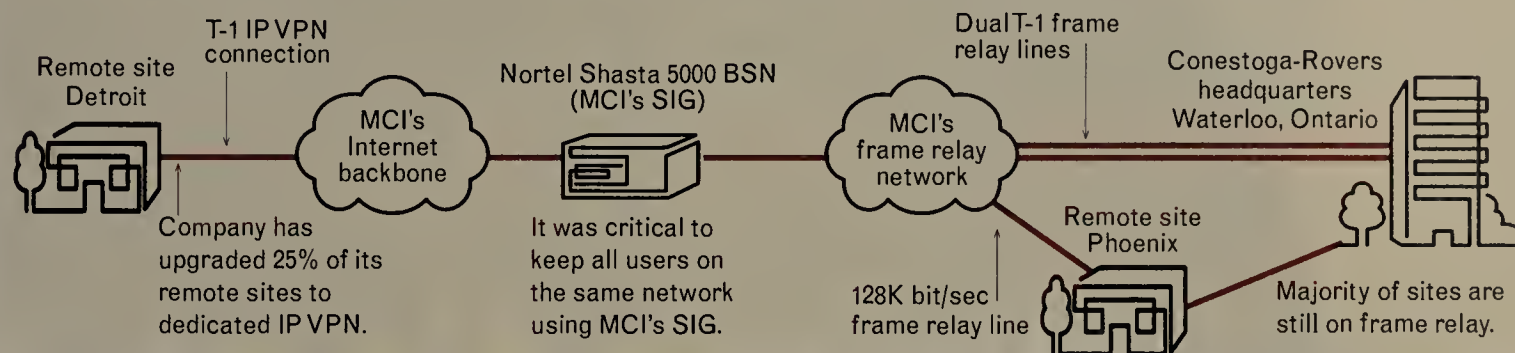 T-1 IP VPN
connection
Remote site
Detroit
Company has
upgraded 25% of its
remote sites to
dedicated IP VPN.
MCI's
Internet
backbone
Nortel Shasta 5000 BSN
(MCI's SIG)
It was critical to
keep all users on
the same network
using MCI's SIG.
MCI's
frame relay
network
Dual T-1 frame
relay lines
128K bit/sec
frame relay line
Remote site
Phoenix
Conestoga-Rovers
headquarters
Waterloo, Ontario
Majority of sites are
still on frame relay.